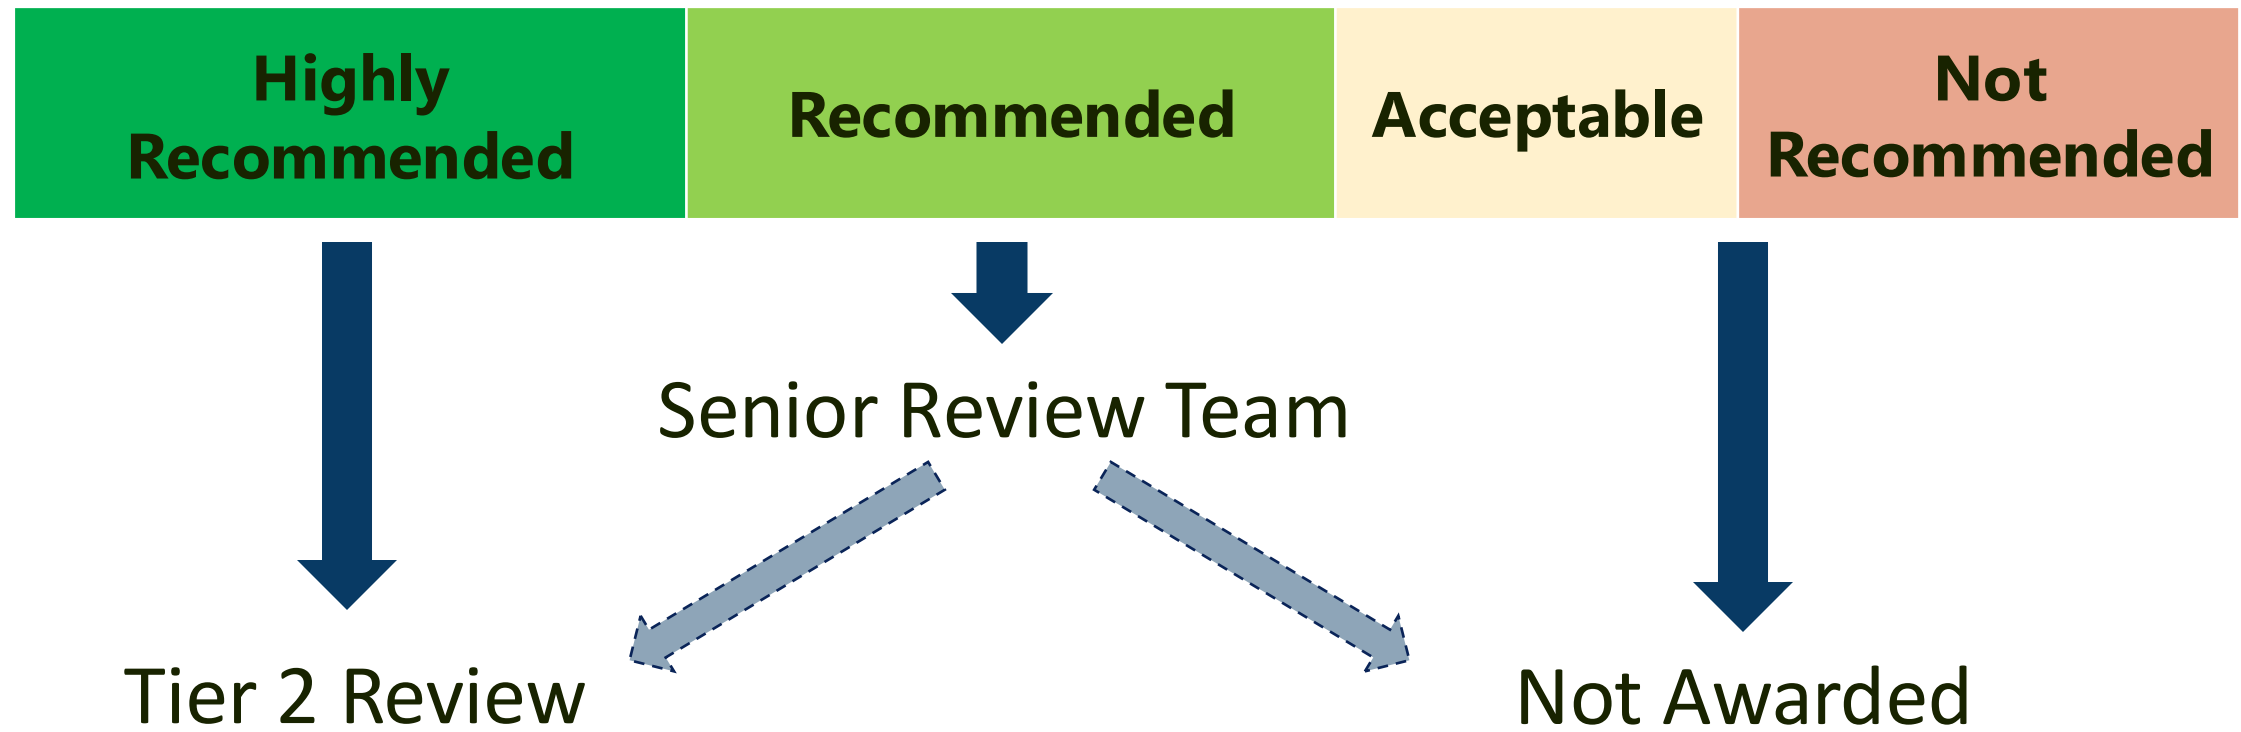 Highly
Recommended
Recommended
Acceptable
Not
Recommended
Senior Review Team
Tier 2 Review
Not Awarded